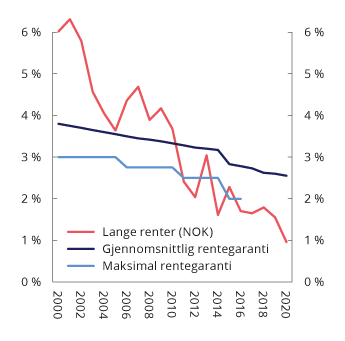 6 % 6 %
5 % 5 %
4 % 4 %
3 % 3 %
2 % 2 %
Lange renter (NOK)
1 % 1 %
Gjennomsnittlig rentegaranti
Maksimal rentegaranti
0 % 0 %
2000 2002 2004 2006 2008 2010 2012 2014 2016 2018 2020